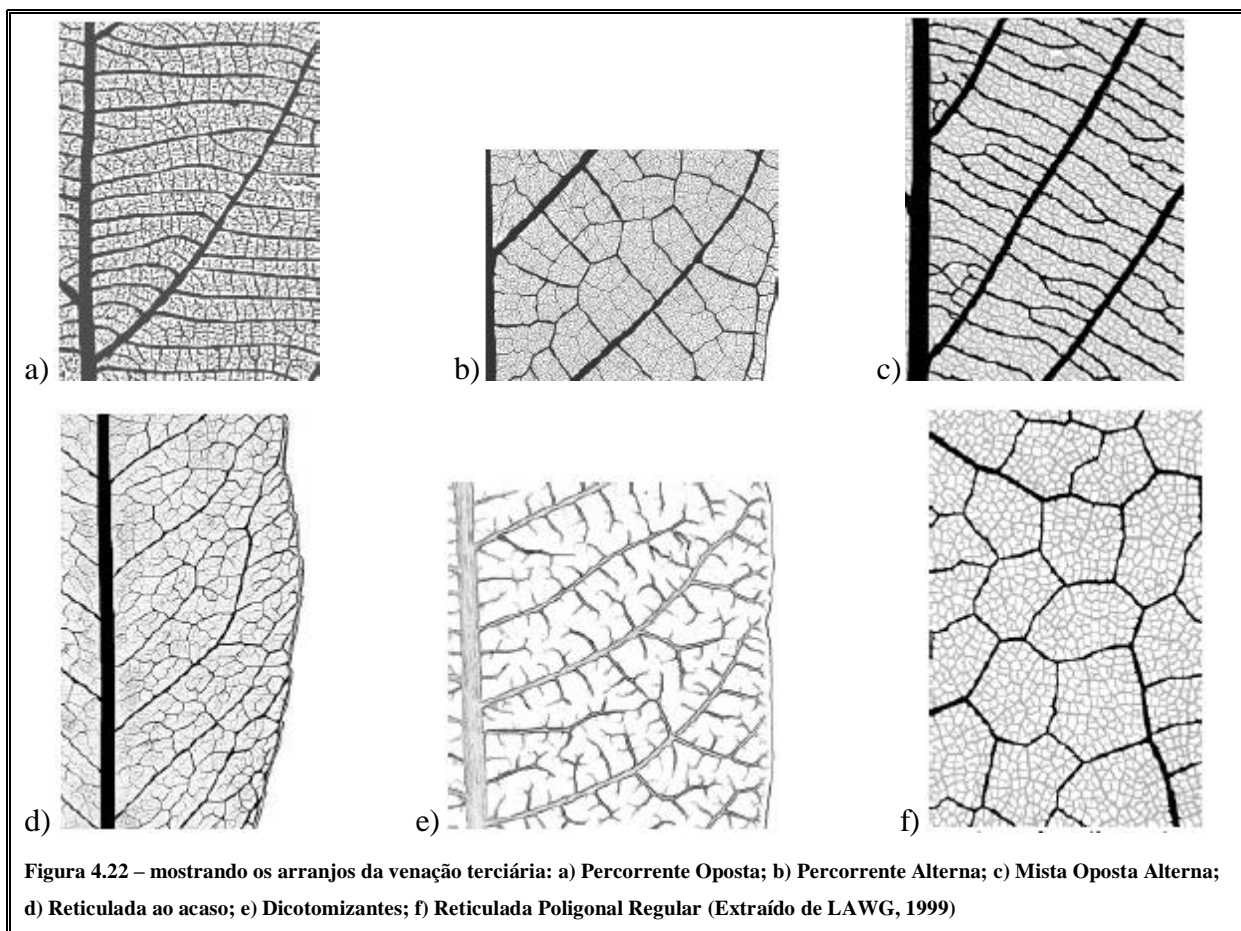 a)
b)
c)
d)
e)
f)
Figura 4.22 – mostrando os arranjos da venação terciária: a) Percorrente Oposta; b) Percorrente Alterna; c) Mista Oposta Alterna;
d) Reticulada ao acaso; e) Dicotomizantes; f) Reticulada Poligonal Regular (Extraído de LAWG, 1999)